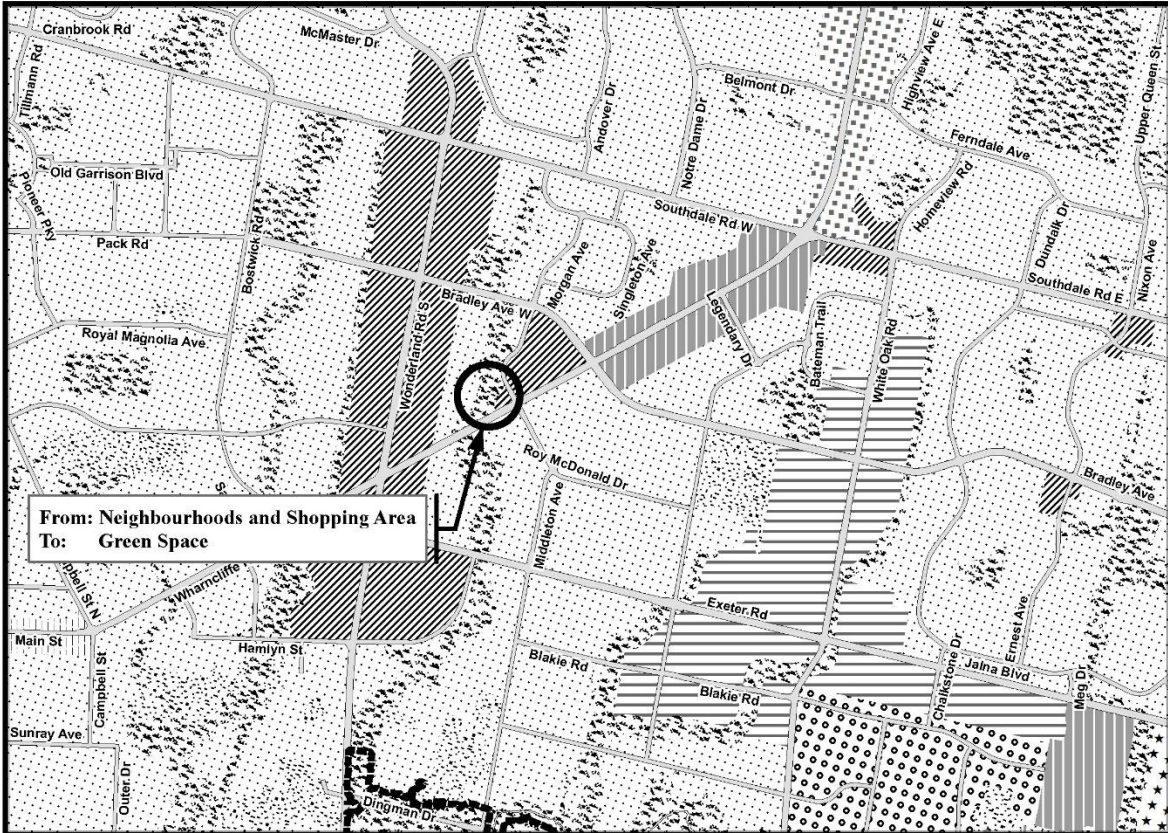 Cranbrook Rd
McMaster Dr
Tillmann Rd
Andover Dr
Notre Dame Dr
Belmont Dr
Highview Ave E
Upper Queen St
Ferndale Ave
Old Garrison Blvd
Pioneer Pky
Pack Rd
Bostwick Rd
Southdale Rd W
Homeview Rd
Dundalk Dr
Nixon Ave
Southdale Rd E
Morgan Ave
Singleton Ave
Bradley Ave W
Legendary Dr
Bateman Trail
White Oak Rd
Royal Magnolia Ave
Wonderland Rd S
Roy McDonald Dr
Middleton Ave
Bradley Ave
From: Neighbourhoods and Shopping Area
To: Green Space
Wharncliffe
Main St
Campbell St
Hamlyn St
Exeter Rd
Blakie Rd
Blakie Rd
Chalkstone Dr
Ernest Ave
Jalna Blvd
Meg Dr
Sunray Ave
Outer Dr
Dingman Dr